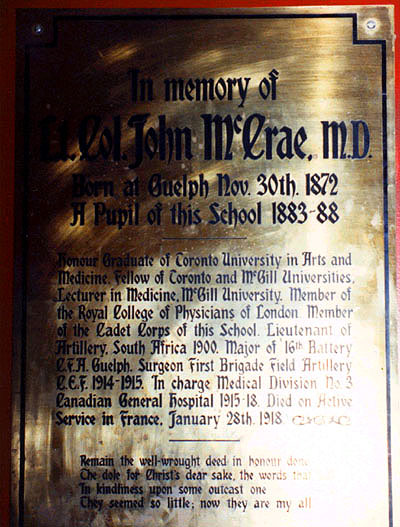 In memory of
Lt. Col. John McCrae, M.D.
Born at Guelph Nov. 30th. 1872
A Pupil of this School 1883-88
Honour Graduate of Toronto University in Arts and
Medicine. Fellow of Toronto and McGill Universities.
Lecturer in Medicine, McGill University. Member of
the Royal College of Physicians of London. Member
of the Cadet Corps of this School. Lieutenant of
Artillery, South Africa 1900. Major of 16th Battery
C.F.A. Guelph. Surgeon First Brigade Field Artillery
C.E.F. 1914-1915. In charge Medical Division No 3
Canadian General Hospital 1915-18. Died on Active
Service in France, January 28th. 1918
Remain the well-wrought deed in honour done
The dole for Christ's dear sake, the words that
In kindliness upon some outcast one
They seemed so little; now they are my all